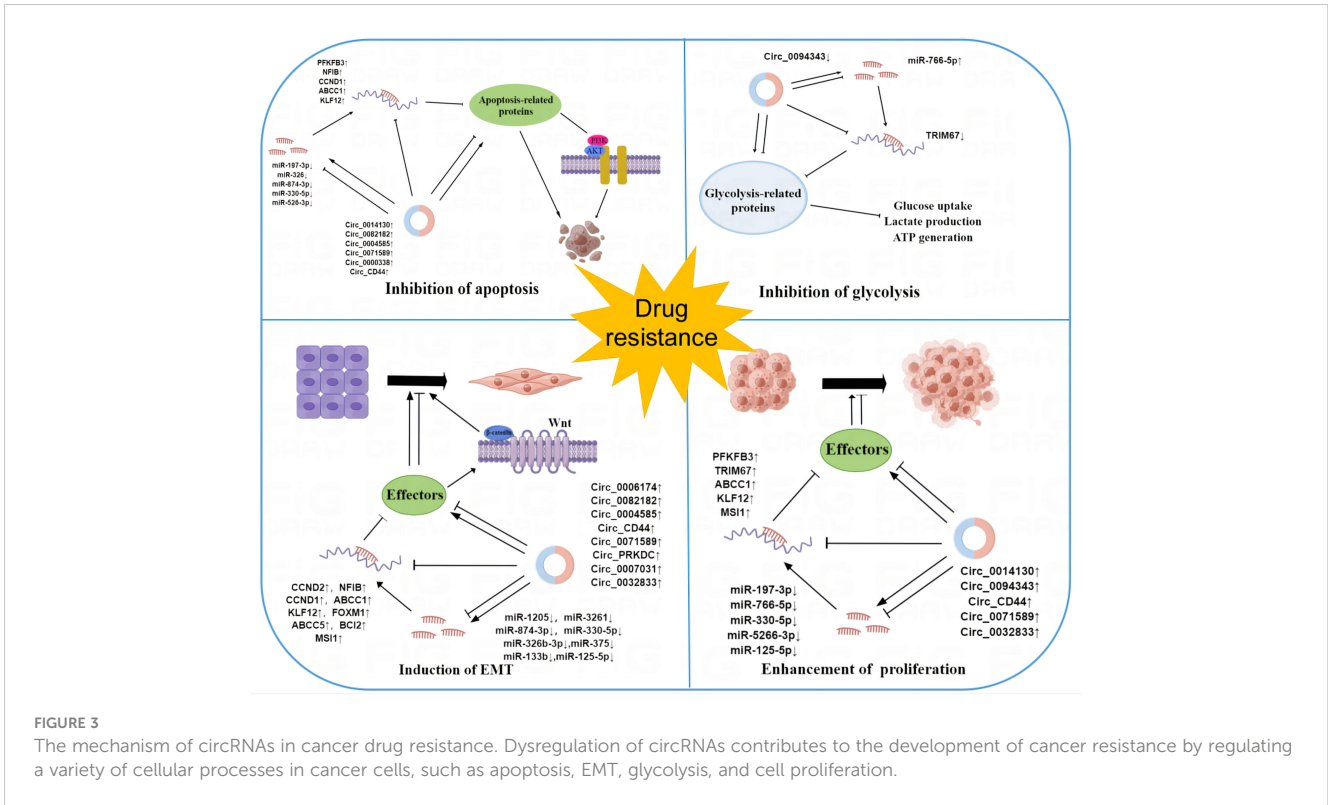 PFKFB3↑
NFIB↑
CCND1↑
ABCC1↑
KLF12↑
Apoptosis-related
proteins
PI3K
AKT
miR-197-3p↓
miR-326↓
miR-874-3p↓
miR-330-5p↓
miR-526-3p↓
Circ_0014130↑
Circ_0082182↑
Circ_0004585↑
Circ_0071589↑
Circ_0000338↑
Circ_CD44↑
Inhibition of apoptosis
Circ_0094343↓
miR-766-5p↑
TRIM67↓
Glycolysis-related
proteins
Glucose uptake
Lactate production
ATP generation
Inhibition of glycolysis
Drug
resistance
Wnt
β-catenin
Effectors
Circ_0006174↑
Circ_0082182↑
Circ_0004585↑
Circ_CD44↑
Circ_0071589↑
Circ_PRKDC↑
Circ_0007031↑
Circ_0032833↑
CCND2↑, NFIB↑
CCND1↑, ABCC1↑
KLF12↑, FOXM1↑
ABCC5↑, BCI2↑
MSI1↑
miR-1205↓, miR-3261↓
miR-874-3p↓, miR-330-5p↓
miR-326b-3p↓,miR-375↓
miR-133b↓,miR-125-5p↓
Induction of EMT
Effectors
PFKFB3↑
TRIM67↑
ABCC1↑
KLF12↑
MSI1↑
miR-197-3p↓
miR-766-5p↓
miR-330-5p↓
miR-5266-3p↓
miR-125-5p↓
Circ_0014130↑
Circ_0094343↑
Circ_CD44↑
Circ_0071589↑
Circ_0032833↑
Enhancement of proliferation
FIGURE 3
The mechanism of circRNAs in cancer drug resistance. Dysregulation of circRNAs contributes to the development of cancer resistance by regulating
a variety of cellular processes in cancer cells, such as apoptosis, EMT, glycolysis, and cell proliferation.